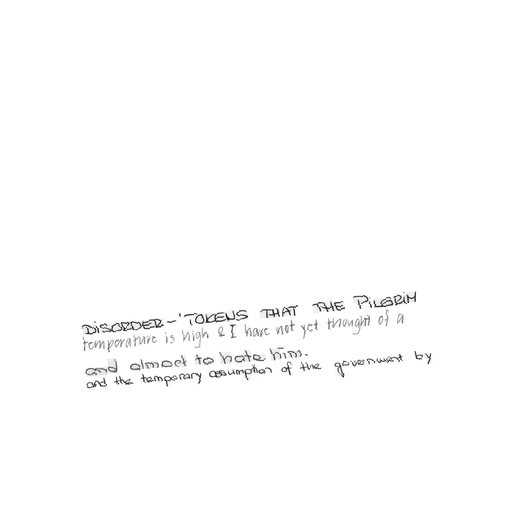 DISORDER-'TOKENS THAT THE PILGRIM
temporature is high & I have not yet thought of a
and almost to hate him.
and the temporary assumption of the government by